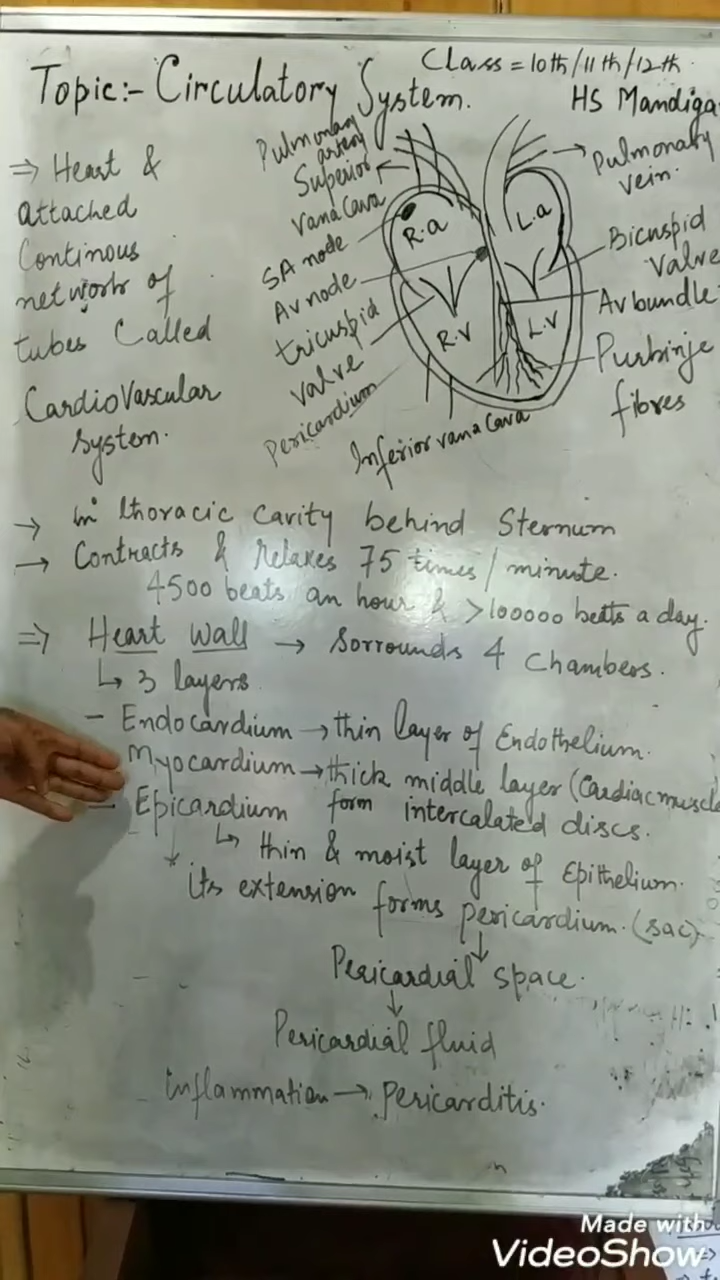 Class = 10th/11th/12th
Topic:- Circulatory System.
HS Mandiga
⇒ Heart &
attached
Continous
network of
tubes Called
CardioVascular
System.
Pulmonary
artery
Superior
vanaCava
SA node
Av node
tricuspid
valve
Pericardium
Inferior vana Cava
R.a
L.a
R.V
L.V
Pulmonary
vein.
Bicuspid
Valve
Av bundle
Purbinje
fibres
→ in thoracic cavity behind Sternum
→ Contracts & Relaxes 75 times/minute.
4500 beats an hour & >100000 beats a day.
⇒ Heart Wall → Sorrounds 4 Chambers.
↳ 3 layers
- Endocardium → thin layer of Endothelium.
Myocardium → thick middle layer (Cardiac muscle
- Epicardium form intercalated discs.
↳ thin & moist layer of Epithelium.
* its extension forms pericardium. (sac)
↓
Pericardial space.
↓
Pericardial fluid
inflammation → Pericarditis.
Made with
VideoShow